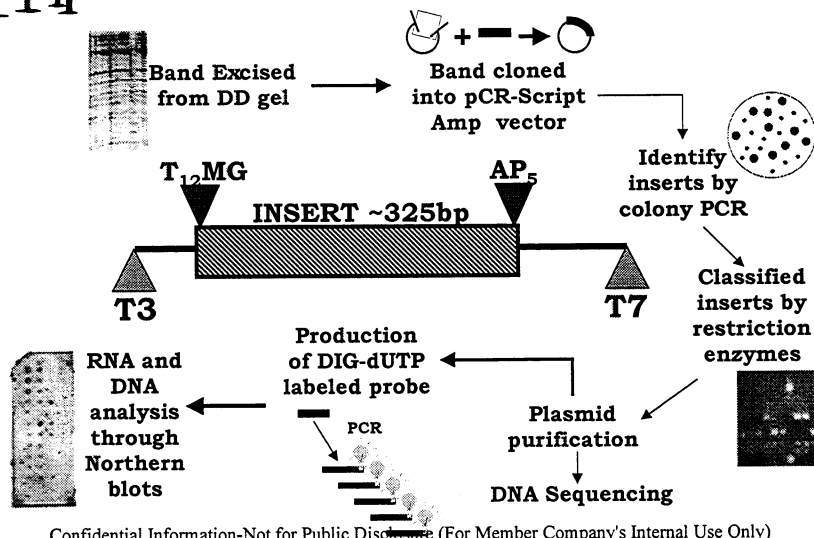 Band Excised
from DD gel
+
Band cloned
into pCR-Script
Amp vector
Identify
inserts by
colony PCR
T12MG
AP5
INSERT ~325bp
T3
T7
Classified
inserts by
restriction
enzymes
Production
of DIG-dUTP
labeled probe
RNA and
DNA
analysis
through
Northern
blots
PCR
Plasmid
purification
DNA Sequencing
Confidential Information-Not for Public Disclosure (For Member Company's Internal Use Only)